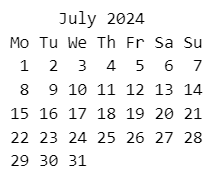 July 2024
Mo Tu We Th Fr Sa Su
1 2 3 4 5 6 7
8 9 10 11 12 13 14
15 16 17 18 19 20 21
22 23 24 25 26 27 28
29 30 31